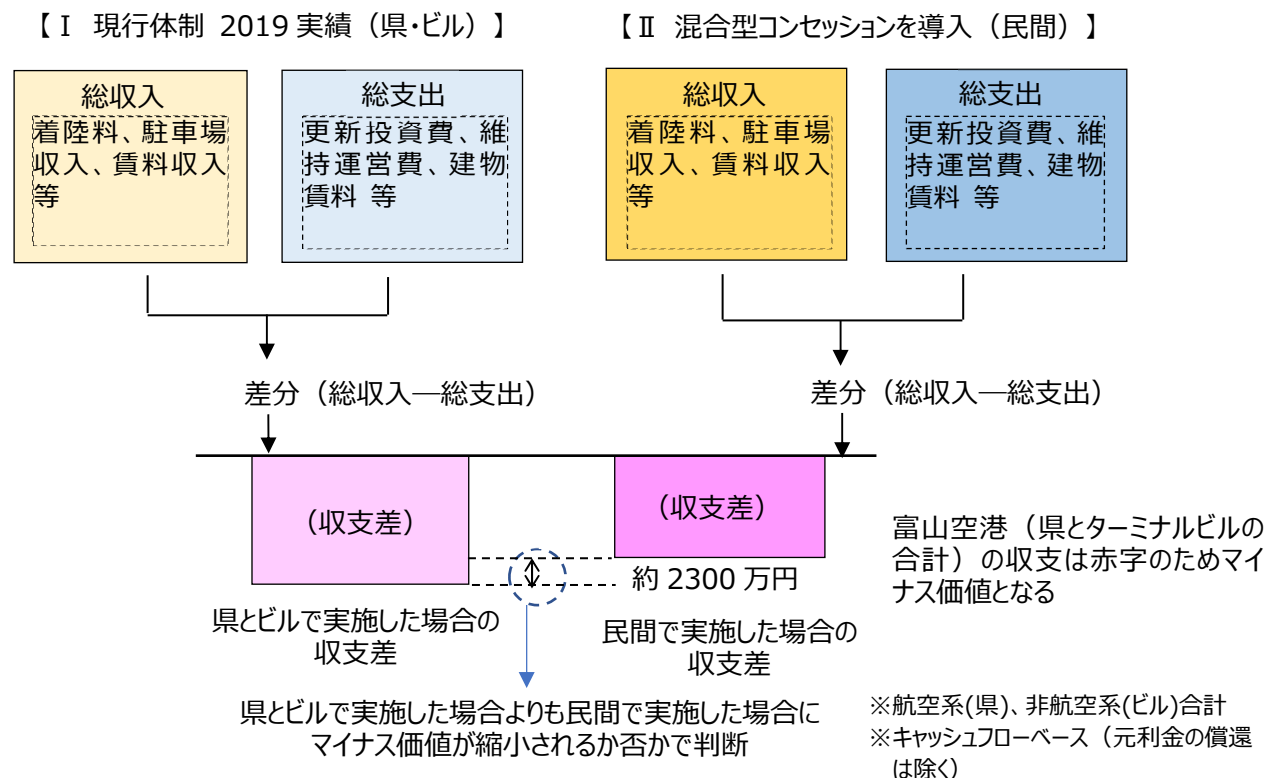 【Ⅰ 現行体制 2019 実績（県・ビル）】
【Ⅱ 混合型コンセッションを導入（民間）】
総収入
着陸料、駐車場
収入、賃料収入
等
総支出
更新投資費、維
持運営費、建物
賃料 等
総収入
着陸料、駐車場
収入、賃料収入
等
総支出
更新投資費、維
持運営費、建物
賃料 等
差分（総収入―総支出）
差分（総収入―総支出）
（収支差）
（収支差）
約 2300 万円
県とビルで実施した場合の
収支差
民間で実施した場合の
収支差
富山空港（県とターミナルビルの
合計）の収支は赤字のためマイ
ナス価値となる
県とビルで実施した場合よりも民間で実施した場合に
マイナス価値が縮小されるか否かで判断
※航空系(県)、非航空系(ビル)合計
※キャッシュフローベース（元利金の償還
は除く）